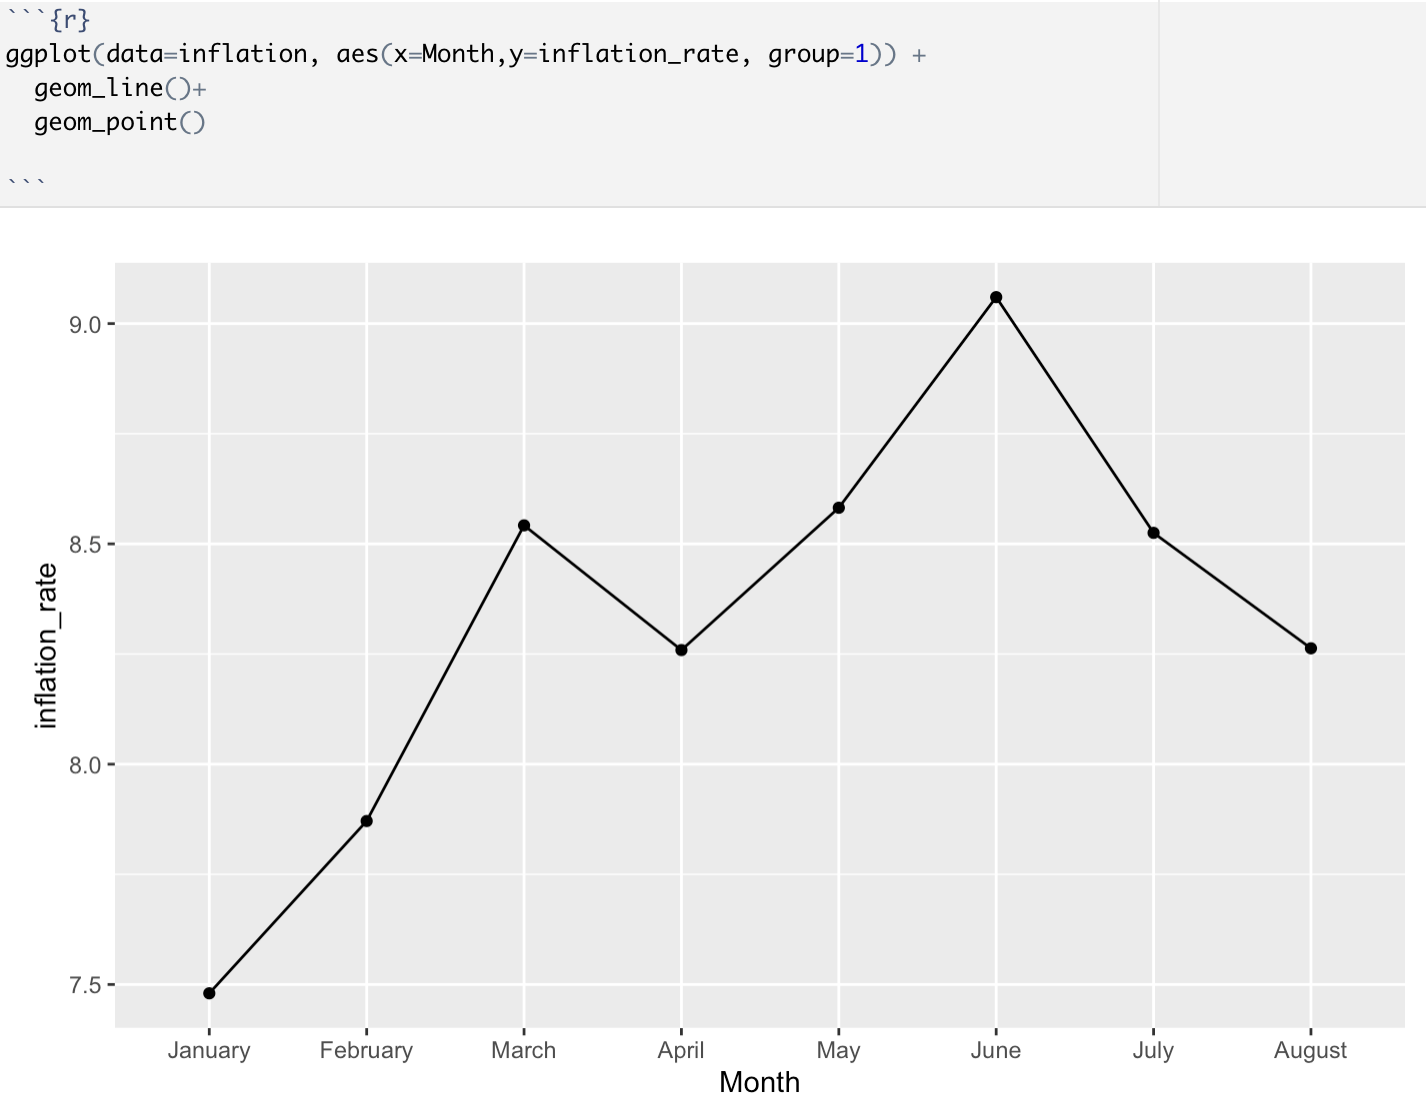 ```{r}
ggplot(data=inflation, aes(x=Month,y=inflation_rate, group=1)) +
  geom_line()+
  geom_point()
```
9.0
8.5
8.0
7.5
inflation_rate
January February March April May June July August
Month